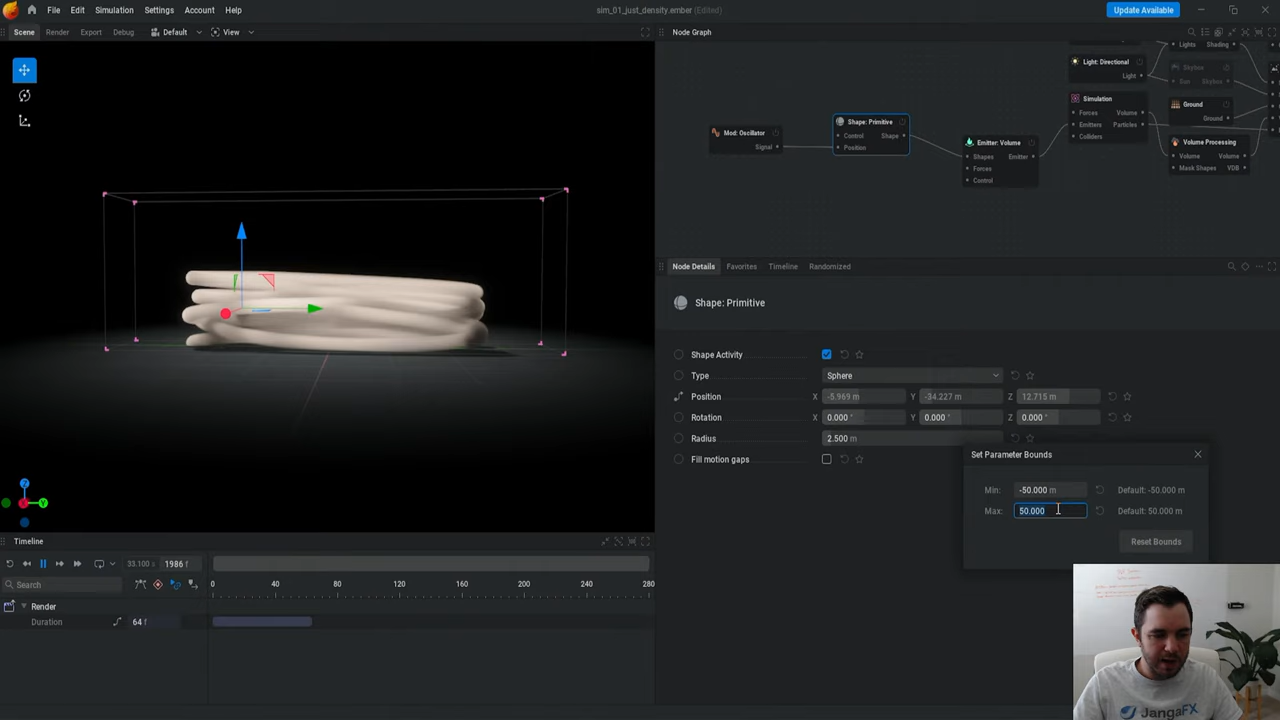 File Edit Simulation Settings Account Help
sim_01_just_density.ember (Edited)
Update Available
Scene Render Export Debug Default View
Node Graph
Lights Shading
Light: Directional
Light
Skybox
Sun Skybox
Simulation
Forces Volume
Emitters Particles
Colliders
Ground
Ground
Mod: Oscillator
Signal
Shape: Primitive
Control Shape
Position
Emitter: Volume
Shapes Emitter
Forces
Control
Volume Processing
Volume Volume
Mask Shapes VDB
Node Details Favorites Timeline Randomized
Shape: Primitive
Shape Activity
Type Sphere
Position X -5.969 m Y -34.227 m Z 12.715 m
Rotation X 0.000 ° Y 0.000 ° Z 0.000 °
Radius 2.500 m
Fill motion gaps
Set Parameter Bounds
Min: -50.000 m Default: -50.000 m
Max: 50.000 Default: 50.000 m
Reset Bounds
Z
X
Y
Timeline
33.100 s 1986 f
Search
0 40 80 120 160 200 240 280
Render
Duration 64 f
JangaFX